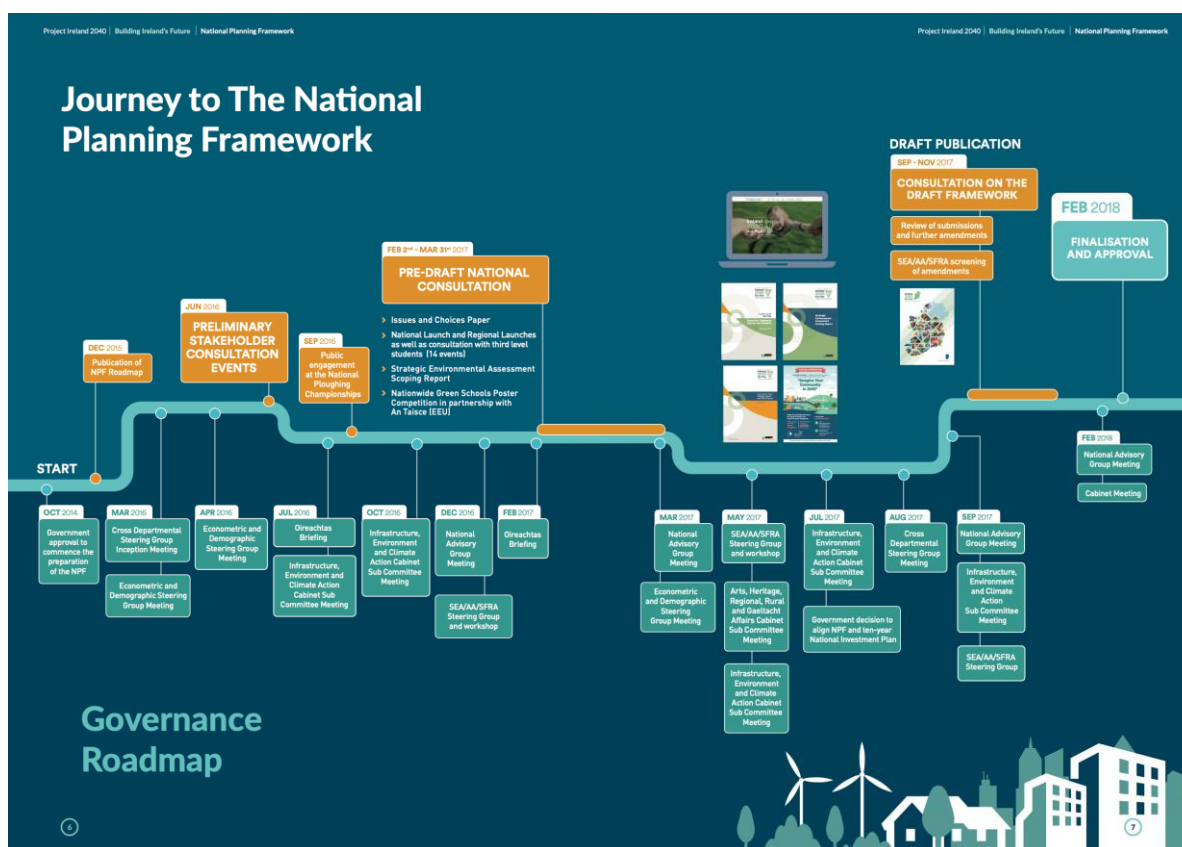 Project Ireland 2040 | Building Ireland's Future | National Planning Framework
Project Ireland 2040 | Building Ireland's Future | National Planning Framework
Journey to The National
Planning Framework
START
DEC 2015
Publication of
NPF Roadmap
JUN 2016
PRELIMINARY
STAKEHOLDER
CONSULTATION
EVENTS
SEP 2016
Public
engagement
at the National
Ploughing
Championships
FEB 2nd - MAR 31st 2017
PRE-DRAFT NATIONAL
CONSULTATION
Issues and Choices Paper
National Launch and Regional Launches
as well as consultation with third level
students (14 events)
Strategic Environmental Assessment
Scoping Report
Nationwide Green Schools Poster
Competition in partnership with
An Taisce (EEU)
DRAFT PUBLICATION
SEP - NOV 2017
CONSULTATION ON THE
DRAFT FRAMEWORK
Review of submissions
and further amendments
SEA/AA/SFRA screening
of amendments
FEB 2018
FINALISATION
AND APPROVAL
OCT 2014
Government
approval to
commence the
preparation
of the NPF
MAR 2016
Cross Departmental
Steering Group
Inception Meeting
Econometric and
Demographic Steering
Group Meeting
APR 2016
Econometric and
Demographic
Steering Group
Meeting
JUL 2016
Oireachtas
Briefing
Infrastructure,
Environment and
Climate Action
Cabinet Sub
Committee Meeting
OCT 2016
Infrastructure,
Environment
and Climate
Action Cabinet
Sub Committee
Meeting
DEC 2016
National
Advisory
Group
Meeting
SEA/AA/SFRA
Steering Group
and workshop
FEB 2017
Oireachtas
Briefing
MAR 2017
National
Advisory
Group
Meeting
Econometric
and Demographic
Steering
Group Meeting
MAY 2017
SEA/AA/SFRA
Steering Group
and workshop
Arts, Heritage,
Regional, Rural
and Gaeltacht
Affairs Cabinet
Sub Committee
Meeting
Infrastructure,
Environment
and Climate
Action Cabinet
Sub Committee
Meeting
JUL 2017
Infrastructure,
Environment
and Climate
Action Cabinet
Sub Committee
Meeting
Government decision to
align NPF and ten-year
National Investment Plan
AUG 2017
Cross
Departmental
Steering Group
Meeting
SEP 2017
National Advisory
Group Meeting
Infrastructure,
Environment
and Climate
Action
Sub Committee
Meeting
SEA/AA/SFRA
Steering Group
FEB 2018
National Advisory
Group Meeting
Cabinet Meeting
Governance
Roadmap
6
7